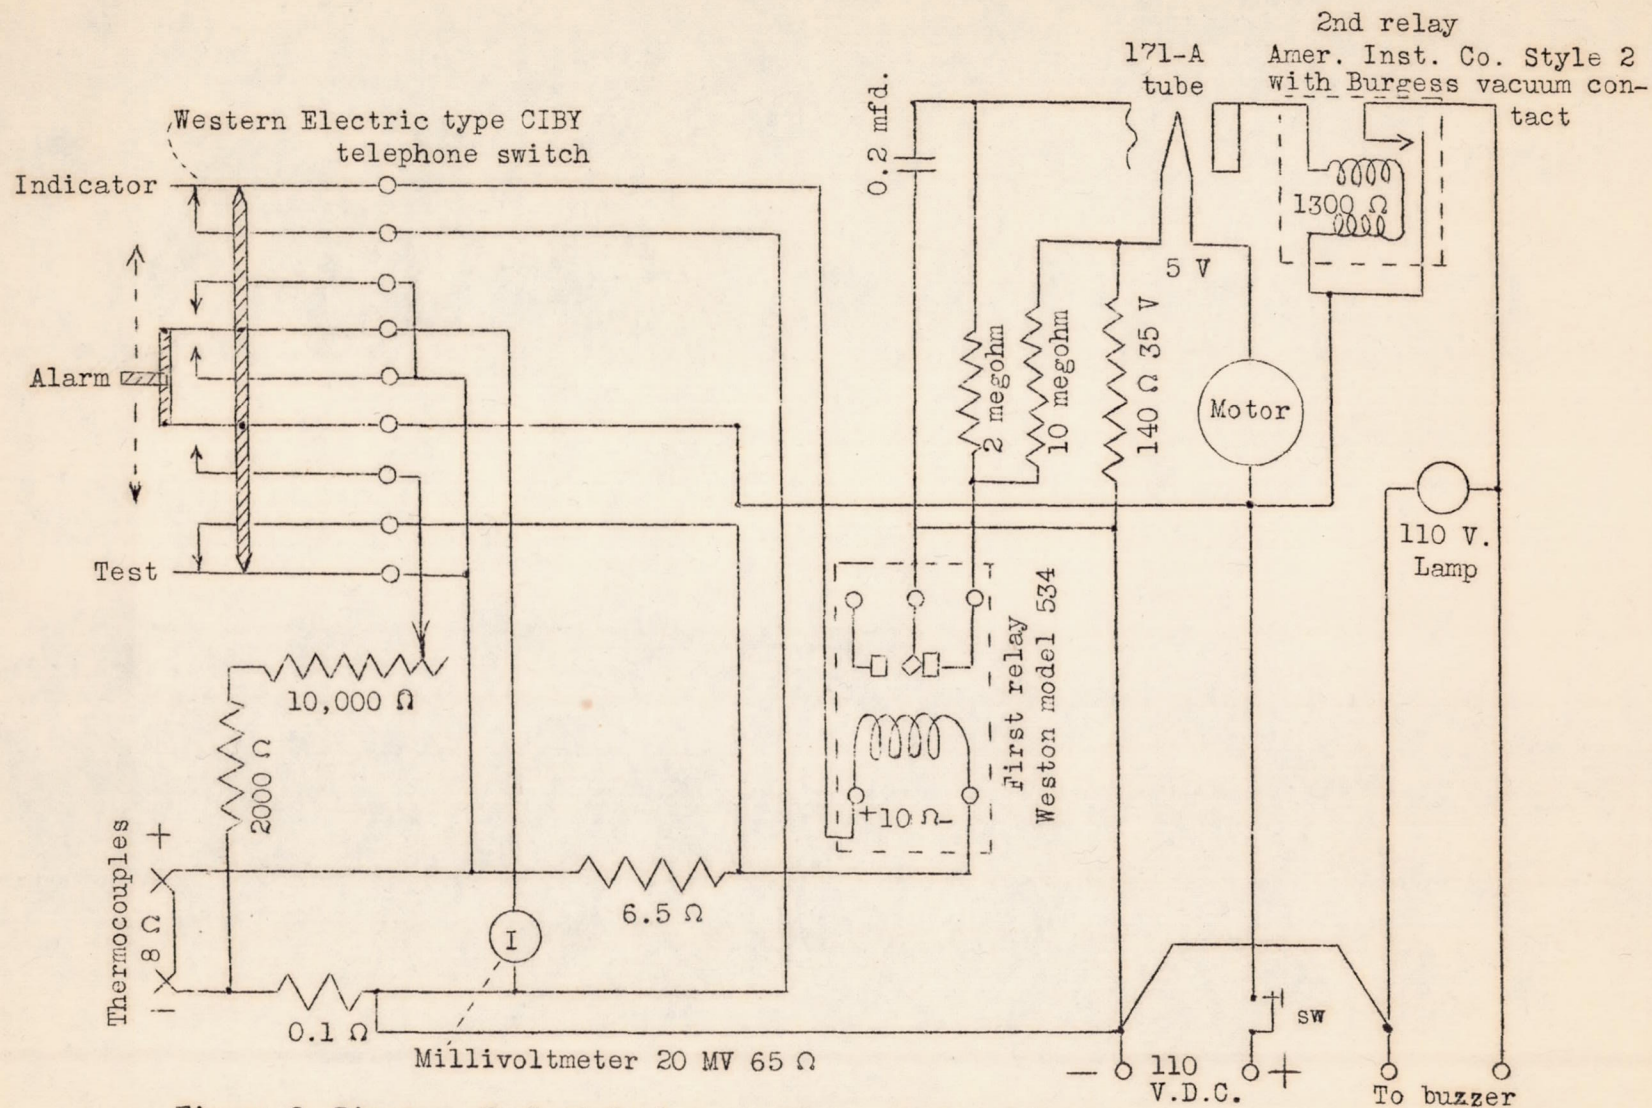 2nd relay
171-A
Amer. Inst. Co. Style 2
tube
with Burgess vacuum con-
tact
0.2 mfd.
Western Electric type CIBY
telephone switch
Indicator
1300 Ω
5 V
Alarm
2 megohm
10 megohm
140 Ω 35 V
Motor
110 V.
Lamp
Test
First relay
Weston model 534
10,000 Ω
2000 Ω
+10 Ω-
Thermocouples
+
8 Ω
-
6.5 Ω
I
0.1 Ω
Millivoltmeter 20 MV 65 Ω
sw
- 110 +
V.D.C.
To buzzer